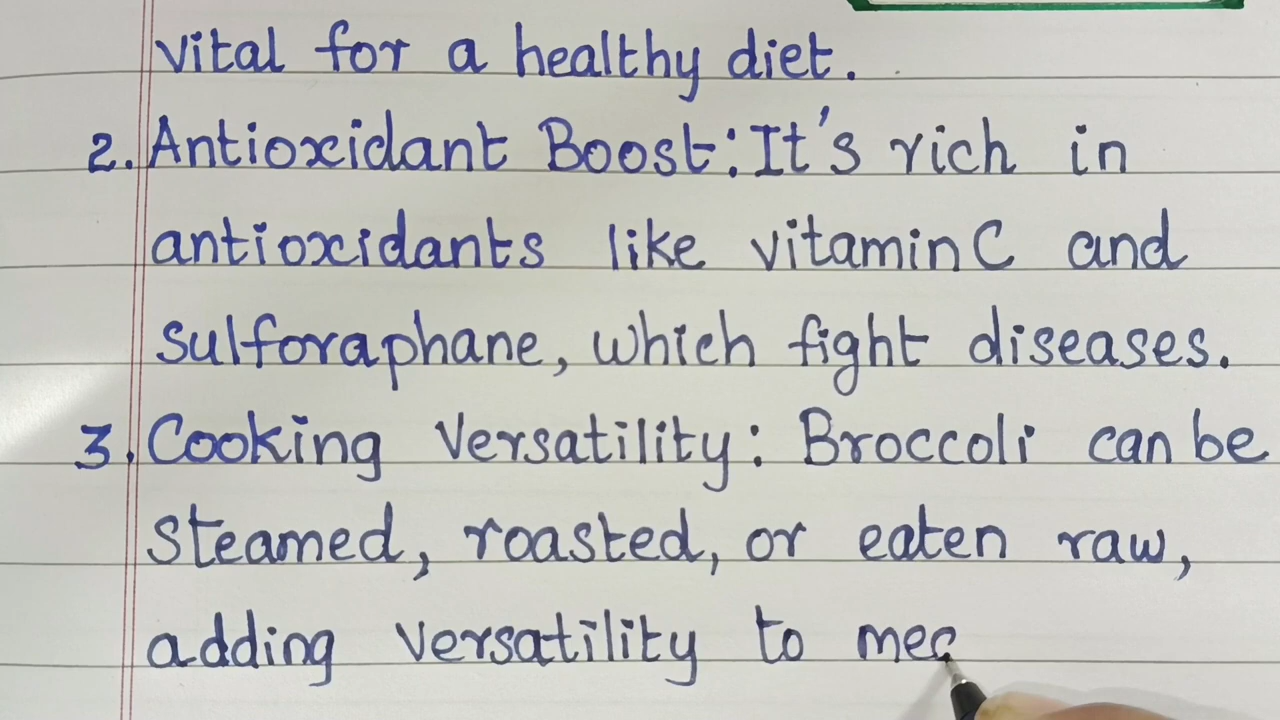 vital for a healthy diet.
2. Antioxidant Boost: It's rich in
antioxidants like vitamin C and
sulforaphane, which fight diseases.
3. Cooking Versatility: Broccoli can be
steamed, roasted, or eaten raw,
adding versatility to